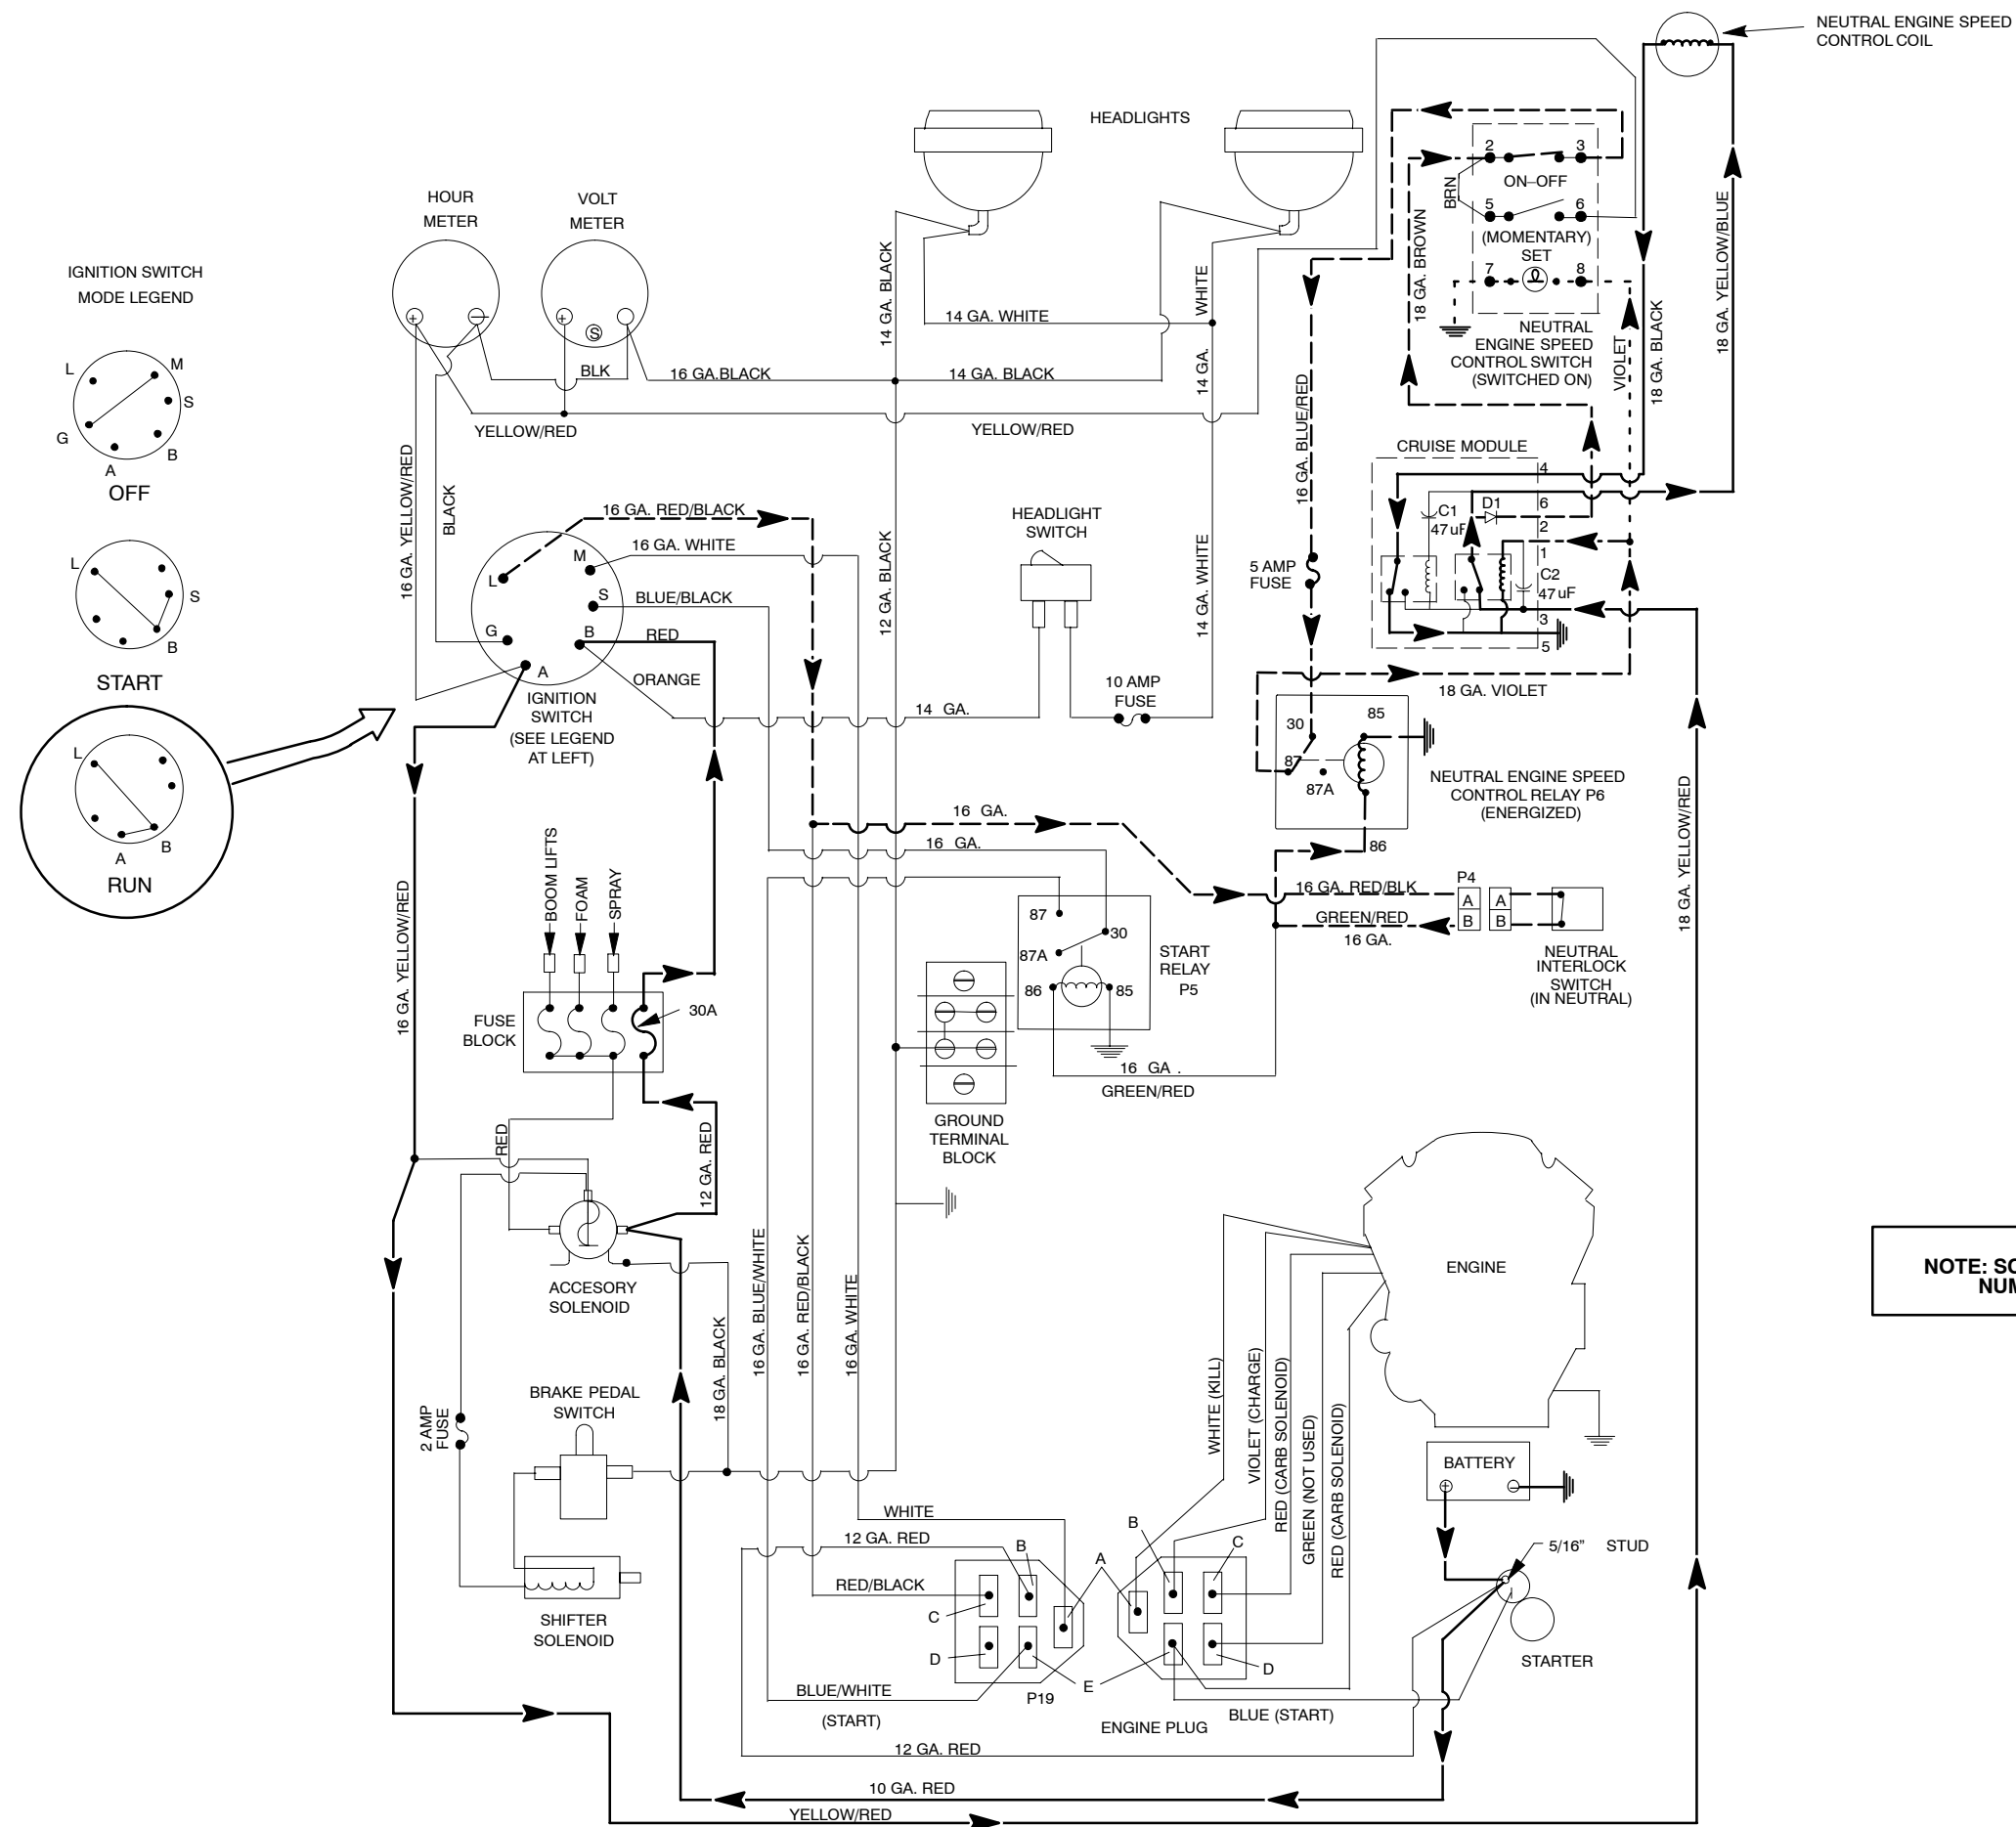 NEUTRAL ENGINE SPEED
CONTROL COIL
HEADLIGHTS
HOUR
METER
VOLT
METER
+
—
+
S
BLK
16 GA.BLACK
14 GA. BLACK
YELLOW/RED
YELLOW/RED
14 GA. BLACK
14 GA. WHITE
WHITE
14 GA.
2
3
ON–OFF
BRN
5
6
(MOMENTARY)
SET
7
8
NEUTRAL
ENGINE SPEED
CONTROL SWITCH
(SWITCHED ON)
18 GA. BROWN
VIOLET
18 GA. BLACK
18 GA. YELLOW/BLUE
16 GA. BLUE/RED
IGNITION SWITCH
MODE LEGEND
L
M
S
G
A
B
OFF
L
S
B
START
L
A
B
RUN
16 GA. YELLOW/RED
BLACK
16 GA. RED/BLACK
16 GA. WHITE
BLUE/BLACK
RED
ORANGE
L
M
S
G
B
A
IGNITION
SWITCH
(SEE LEGEND
AT LEFT)
12 GA. BLACK
HEADLIGHT
SWITCH
14 GA. WHITE
10 AMP
FUSE
14 GA.
5 AMP
FUSE
CRUISE MODULE
4
6
D1
C1
47 uF
2
1
C2
47 uF
3
5
18 GA. VIOLET
30
85
87
87A
86
NEUTRAL ENGINE SPEED
CONTROL RELAY P6
(ENERGIZED)
18 GA. YELLOW/RED
16 GA.
16 GA.
16 GA. RED/BLK
GREEN/RED
16 GA.
P4
A
B
A
B
NEUTRAL
INTERLOCK
SWITCH
(IN NEUTRAL)
87
30
87A
86
85
START
RELAY
P5
16 GA .
GREEN/RED
BOOM LIFTS
FOAM
SPRAY
30A
FUSE
BLOCK
16 GA. YELLOW/RED
GROUND
TERMINAL
BLOCK
RED
12 GA. RED
ACCESORY
SOLENOID
18 GA. BLACK
16 GA. BLUE/WHITE
16 GA. RED/BLACK
16 GA. WHITE
2 AMP
FUSE
BRAKE PEDAL
SWITCH
SHIFTER
SOLENOID
ENGINE
NOTE: SC
NUM
WHITE (KILL)
VIOLET (CHARGE)
RED (CARB SOLENOID)
GREEN (NOT USED)
RED (CARB SOLENOID)
BATTERY
+
–
5/16” STUD
STARTER
WHITE
12 GA. RED
RED/BLACK
B
A
C
D
E
P19
B
C
D
ENGINE PLUG
BLUE (START)
BLUE/WHITE
(START)
12 GA. RED
10 GA. RED
YELLOW/RED